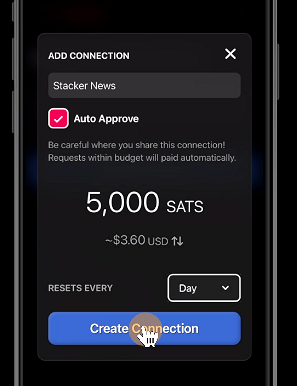 ADD CONNECTION
Stacker News
Auto Approve
Be careful where you share this connection!
Requests within budget will paid automatically.
5,000 SATS
~$3.60 USD
RESETS EVERY
Day
Create Connection